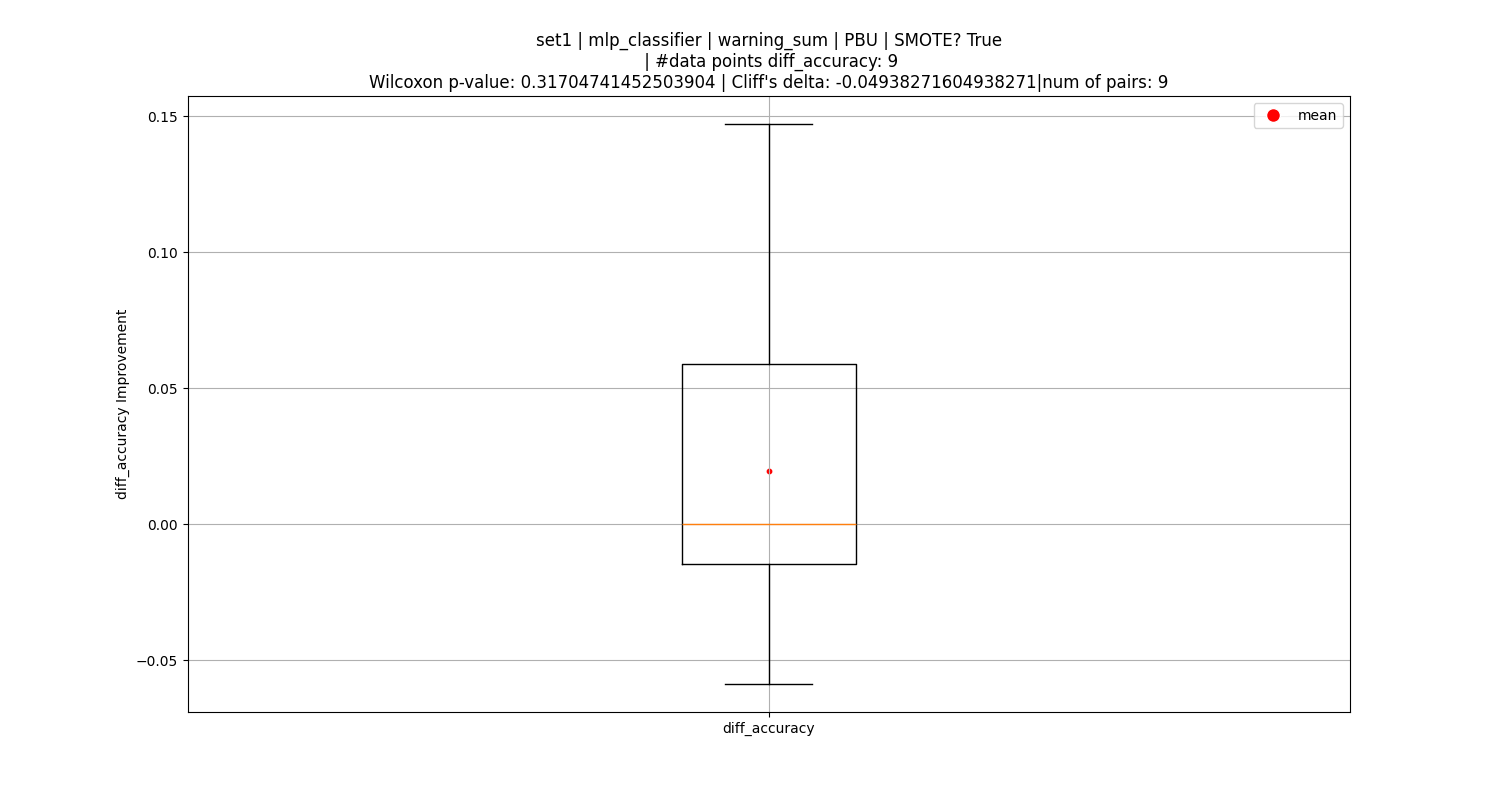 set1 | mlp_classifier | warning_sum | PBU | SMOTE? True
| #data points diff_accuracy: 9
Wilcoxon p-value: 0.31704741452503904 | Cliff's delta: -0.04938271604938271|num of pairs: 9
mean
0.15
0.10
0.05
0.00
−0.05
diff_accuracy Improvement
diff_accuracy